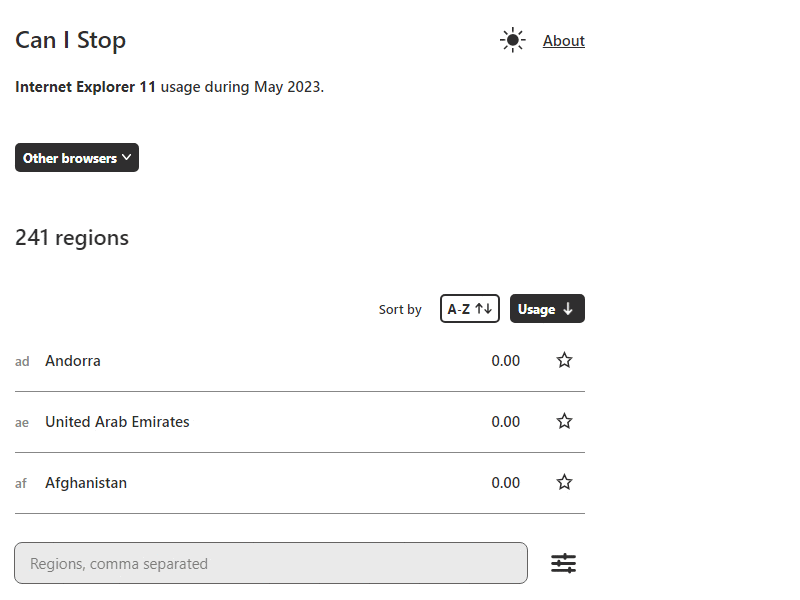 Can I Stop
About
Internet Explorer 11 usage during May 2023.
Other browsers
241 regions
Sort by A-Z ↑↓ Usage ↓
ad Andorra 0.00
ae United Arab Emirates 0.00
af Afghanistan 0.00
Regions, comma separated